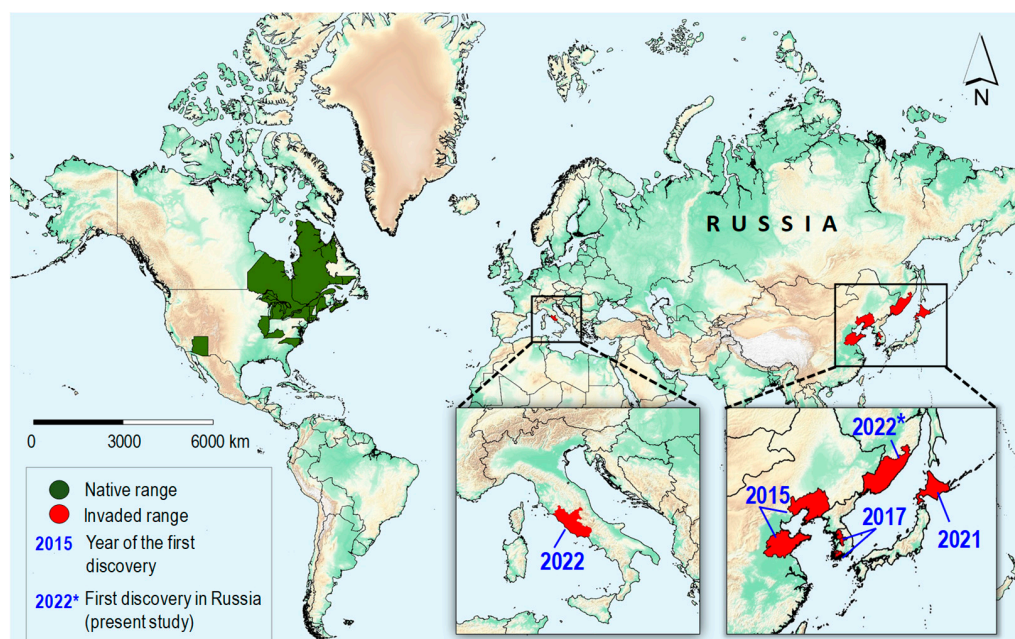 N
R U S S I A
0 3000 6000 km
Native range
Invaded range
2015 Year of the first
discovery
2022* First discovery in Russia
(present study)
2022
2022*
2015
2017
2021